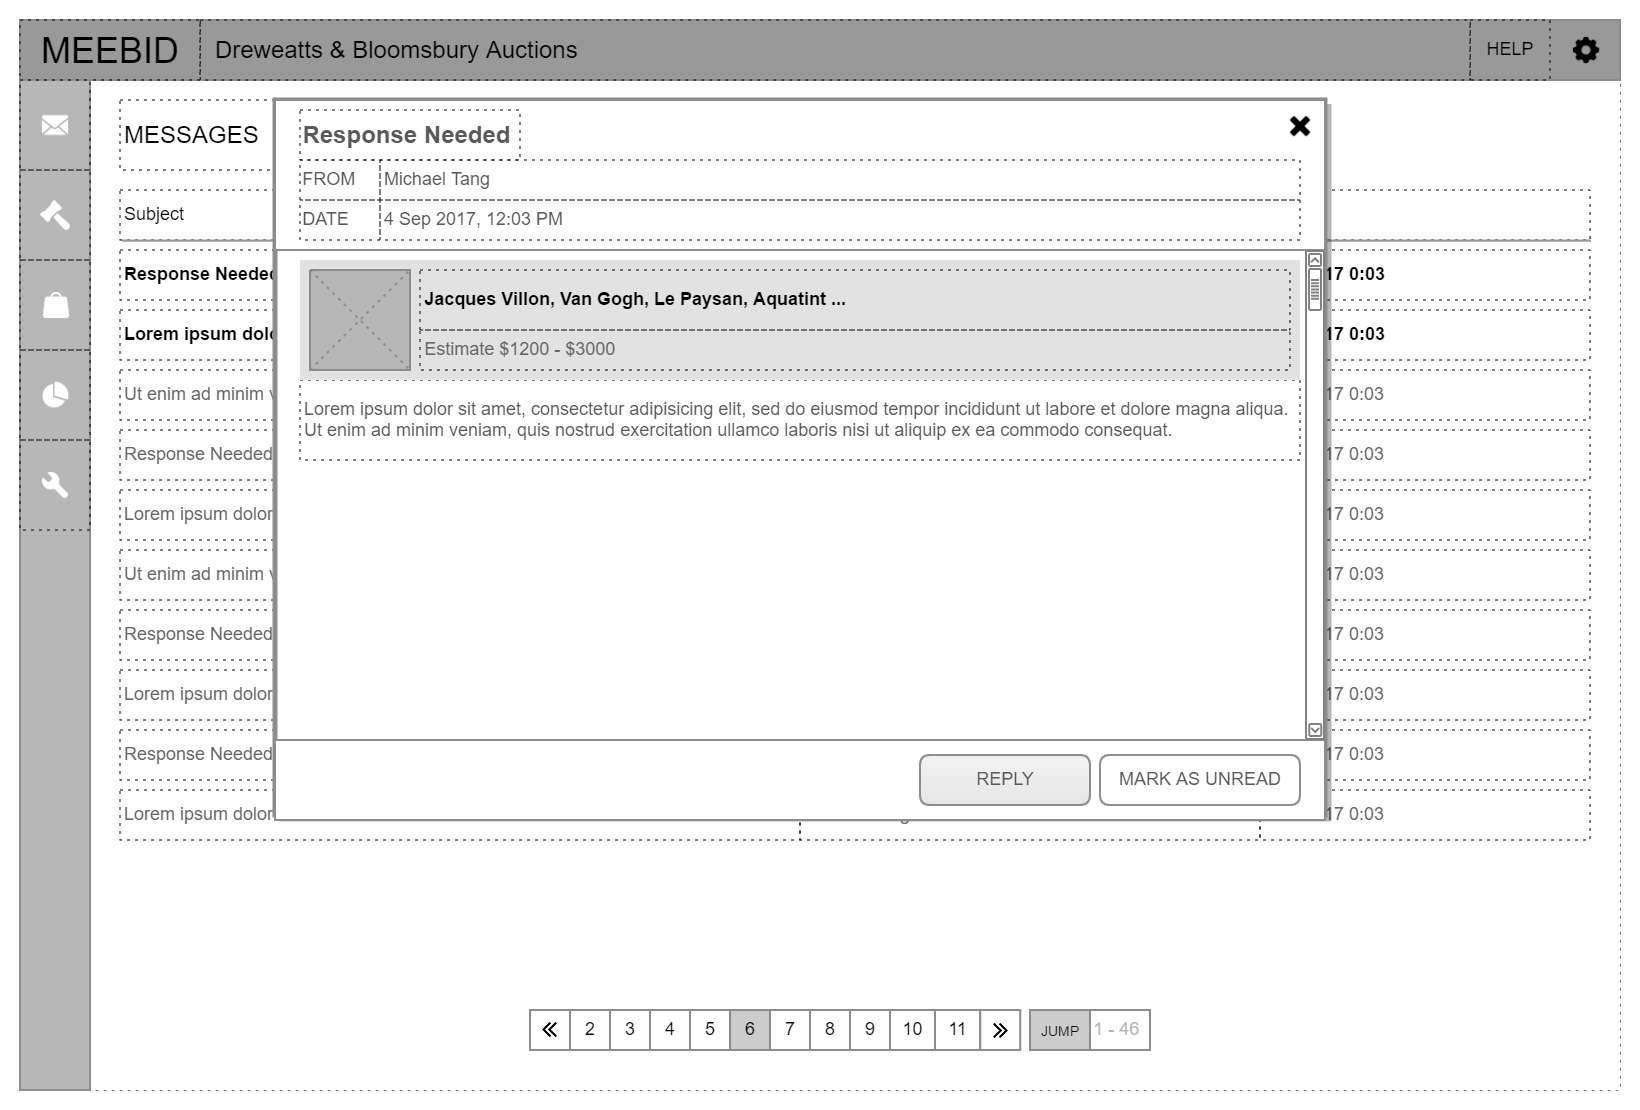 MEEBID
Dreweatts & Bloomsbury Auctions
HELP
MESSAGES
Response Needed
FROM
Michael Tang
DATE
4 Sep 2017, 12:03 PM
Subject
Response Needed
17 0:03
Lorem ipsum dolo
17 0:03
Ut enim ad minim v
17 0:03
Response Needed
17 0:03
Lorem ipsum dolor
17 0:03
Ut enim ad minim v
17 0:03
Response Needed
17 0:03
Lorem ipsum dolor
17 0:03
Response Needed
17 0:03
Lorem ipsum dolor
17 0:03
Jacques Villon, Van Gogh, Le Paysan, Aquatint ...
Estimate $1200 - $3000
Lorem ipsum dolor sit amet, consectetur adipisicing elit, sed do eiusmod tempor incididunt ut labore et dolore magna aliqua.
Ut enim ad minim veniam, quis nostrud exercitation ullamco laboris nisi ut aliquip ex ea commodo consequat.
REPLY
MARK AS UNREAD
2 3 4 5 6 7 8 9 10 11
JUMP 1 - 46